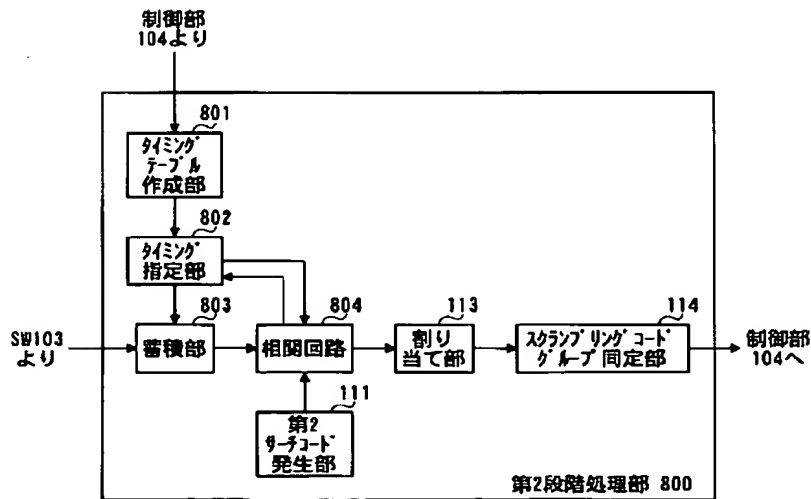 制御部
104より
801
タイミング
テーブル
作成部
802
タイミング
指定部
803
804
113
114
SW103
より
蓄積部
相関回路
割り
当て部
スクランブリングコード
グループ同定部
制御部
104へ
111
第2
サーチコード
発生部
第2段階処理部 800